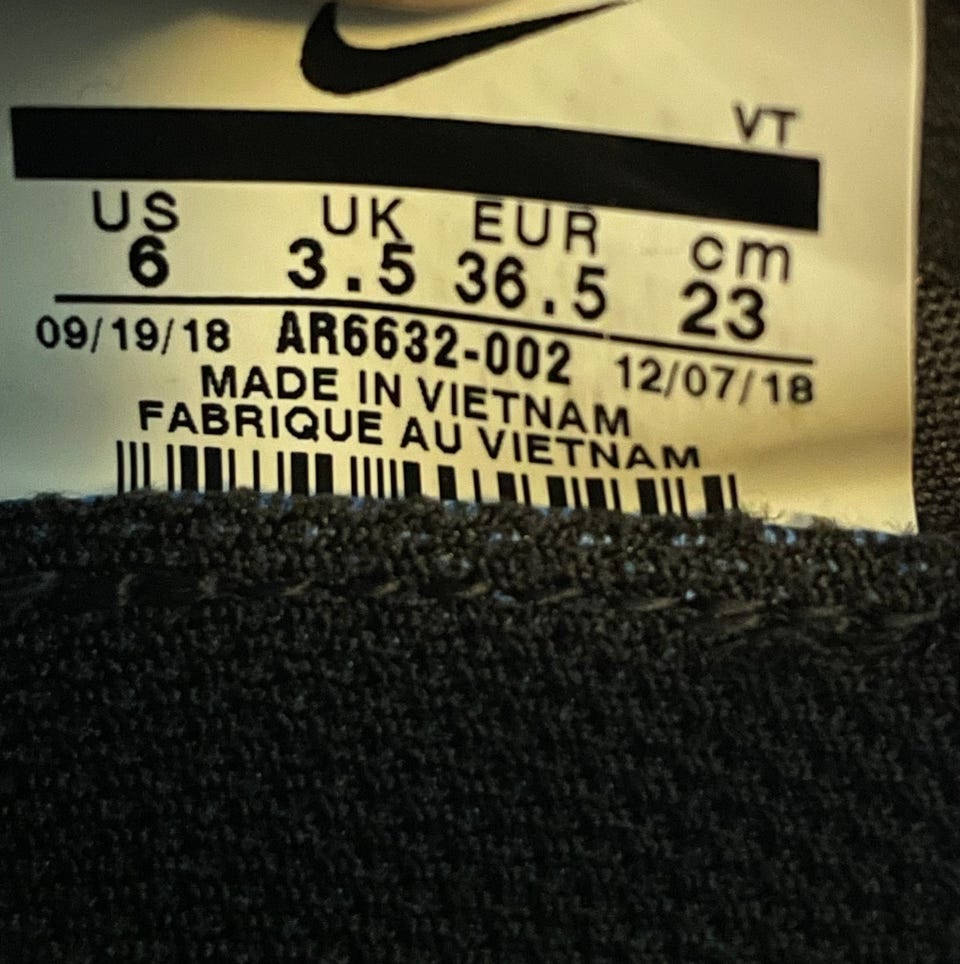 VT
US UK EUR cm
6 3.5 36.5 23
09/19/18 AR6632-002 12/07/18
MADE IN VIETNAM
FABRIQUE AU VIETNAM